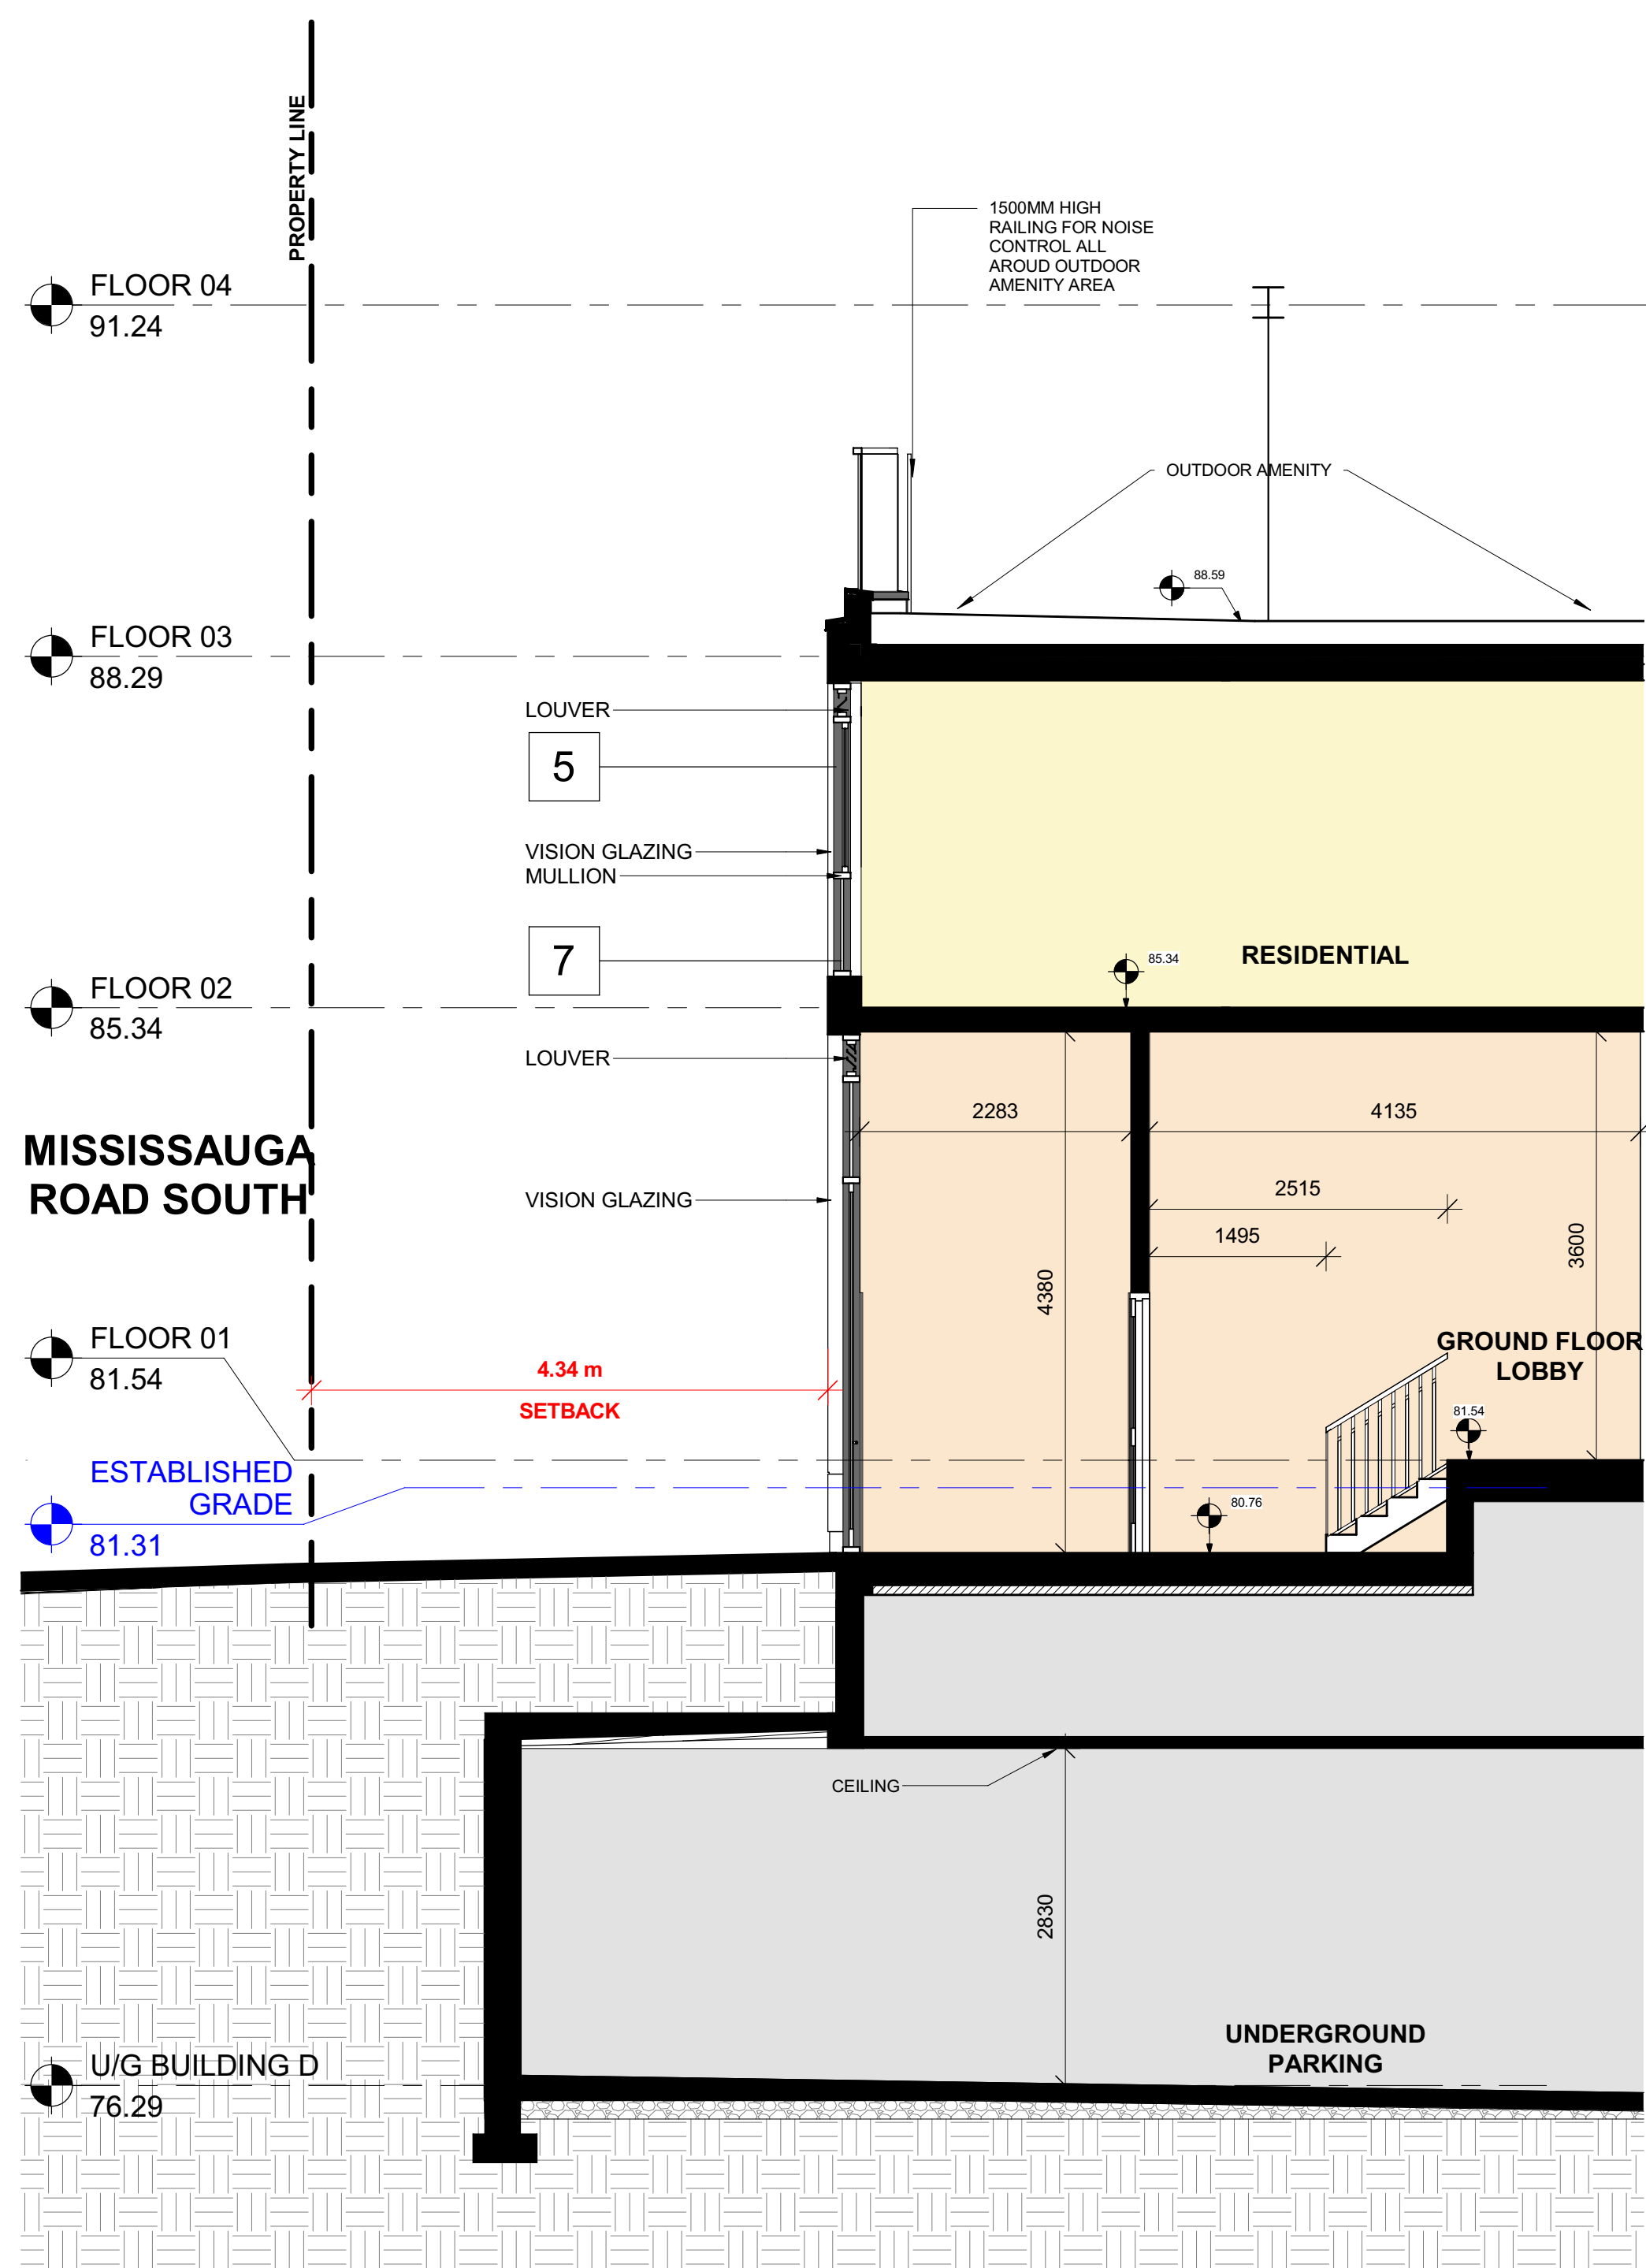 PROPERTY LINE
1500MM HIGH
RAILING FOR NOISE
CONTROL ALL
AROUD OUTDOOR
AMENITY AREA
FLOOR 04
91.24
OUTDOOR AMENITY
88.59
FLOOR 03
88.29
LOUVER
5
VISION GLAZING
MULLION
7
RESIDENTIAL
85.34
FLOOR 02
85.34
LOUVER
2283
4135
MISSISSAUGA
ROAD SOUTH
VISION GLAZING
2515
1495
3600
4380
FLOOR 01
81.54
GROUND FLOOR
LOBBY
4.34 m
SETBACK
81.54
ESTABLISHED
GRADE
81.31
80.76
CEILING
2830
UNDERGROUND
PARKING
U/G BUILDING D
76.29